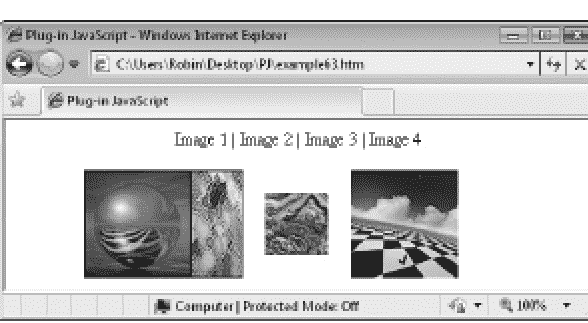 Plug-in JavaScript - Windows Internet Explorer
C:\Users\Robin\Desktop\PJ\example63.htm
Plug-in JavaScript
Image 1 | Image 2 | Image 3 | Image 4
Computer | Protected Mode: Off
100%